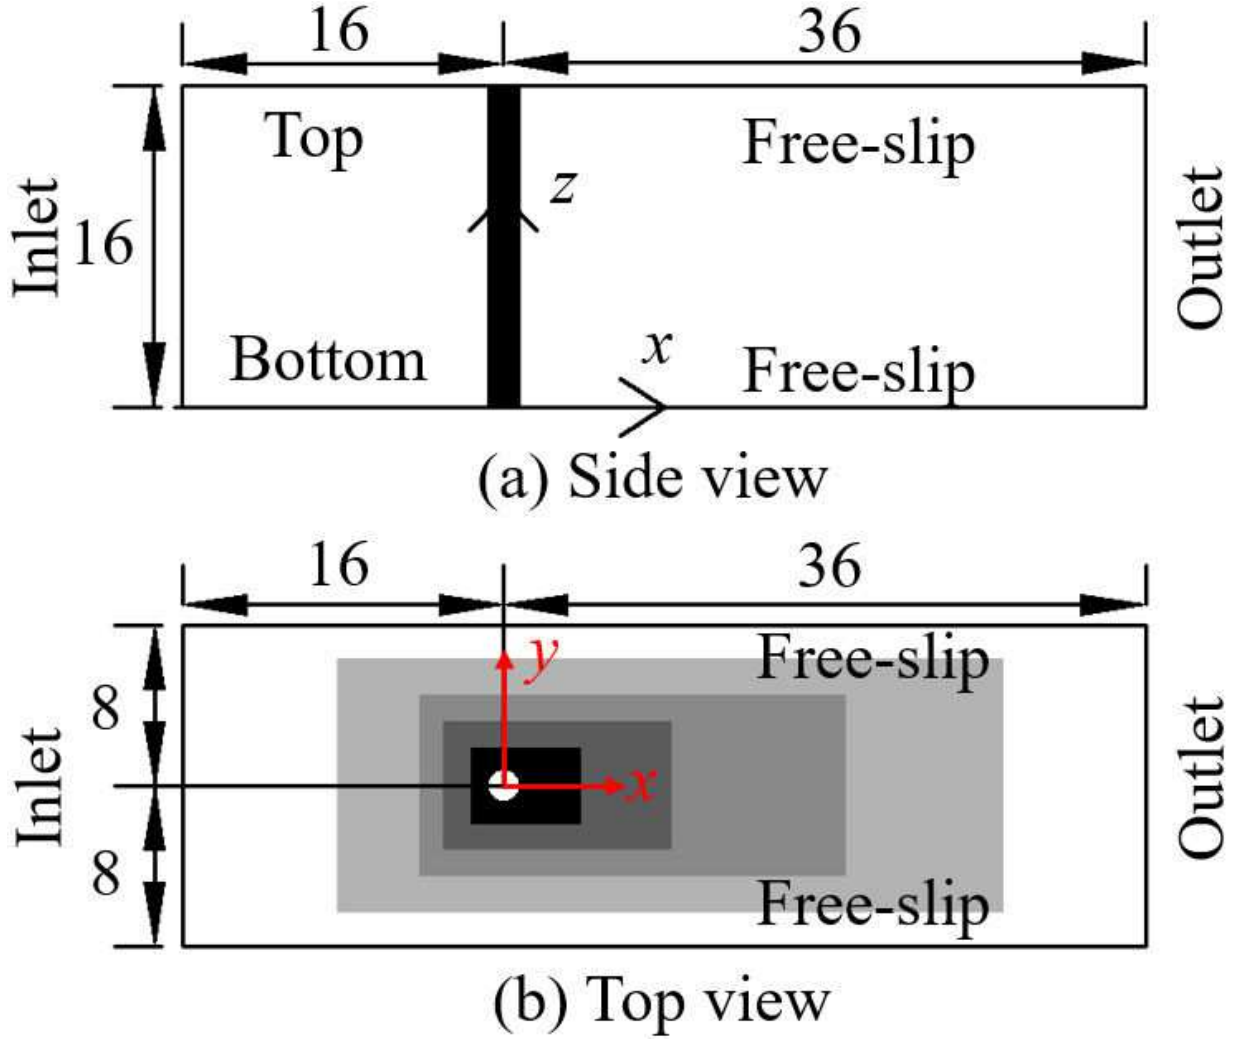 16 36
Top Free-slip
z
Inlet 16 Outlet
x
Bottom Free-slip
(a) Side view
16 36
Free-slip
y
8
Inlet x Outlet
8
Free-slip
(b) Top view